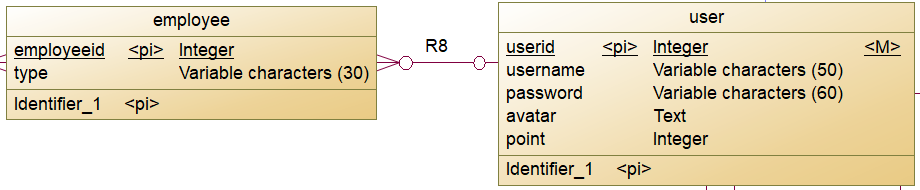 employee
employeeid <pi> Integer
type Variable characters (30)
Identifier_1 <pi>
R8
user
userid <pi> Integer <M>
username Variable characters (50)
password Variable characters (60)
avatar Text
point Integer
Identifier_1 <pi>